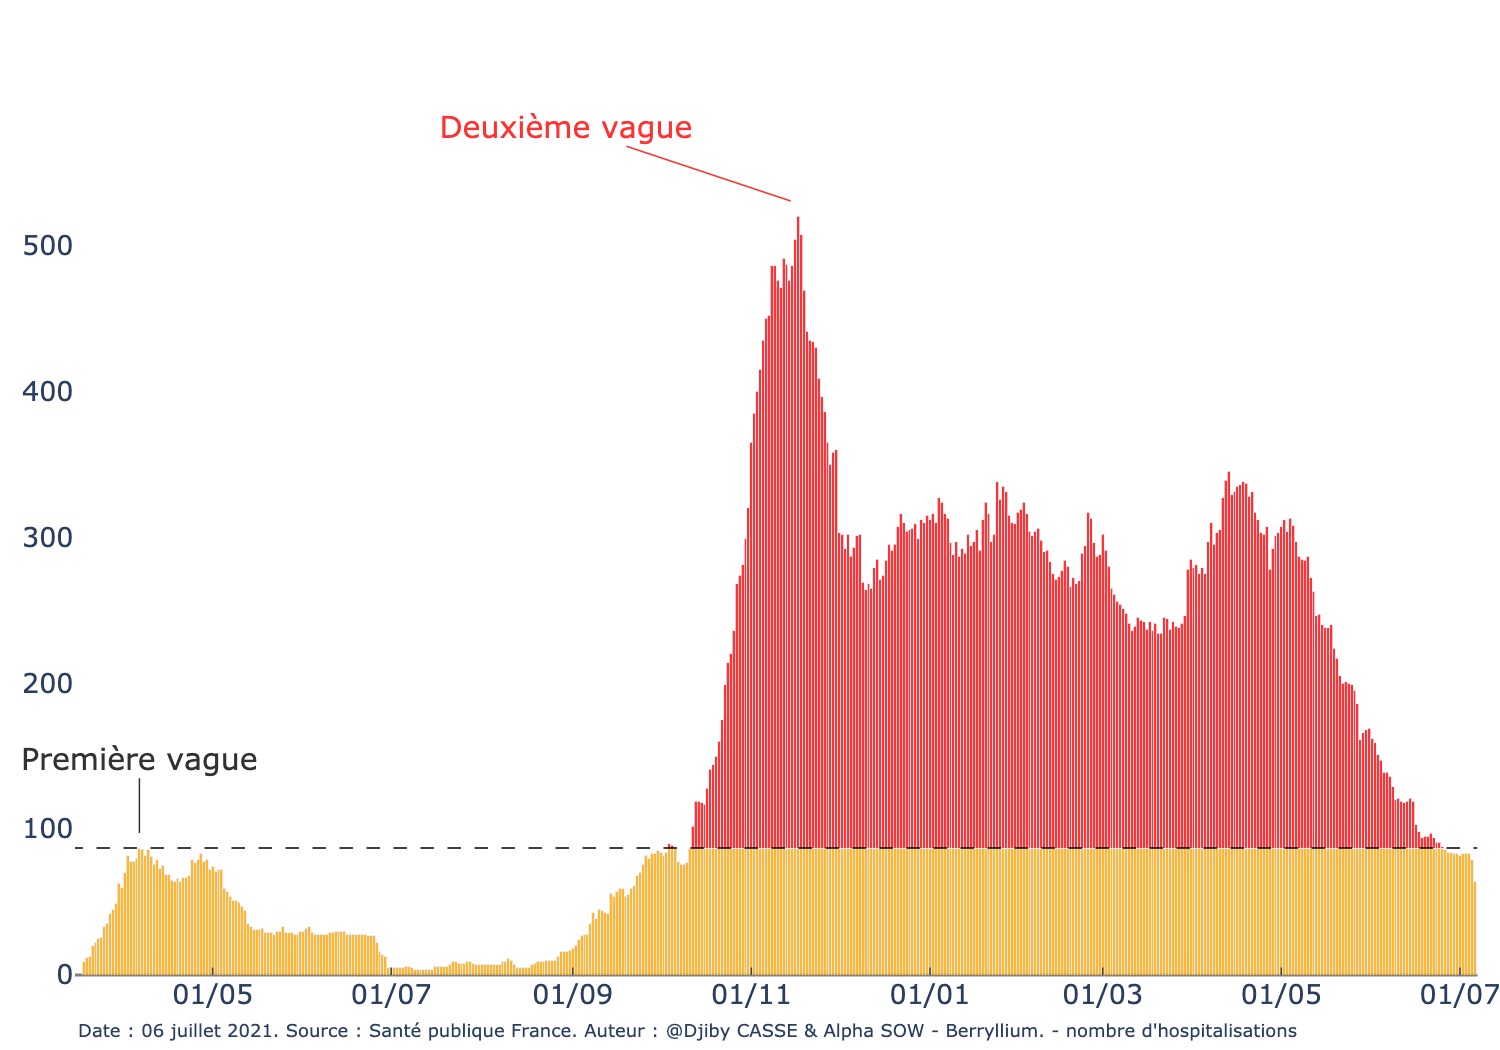 Deuxième vague
500
400
300
200
Première vague
100
0
01/05 01/07 01/09 01/11 01/01 01/03 01/05 01/07
Date : 06 juillet 2021. Source : Santé publique France. Auteur : @Djiby CASSE & Alpha SOW - Berryllium. - nombre d'hospitalisations